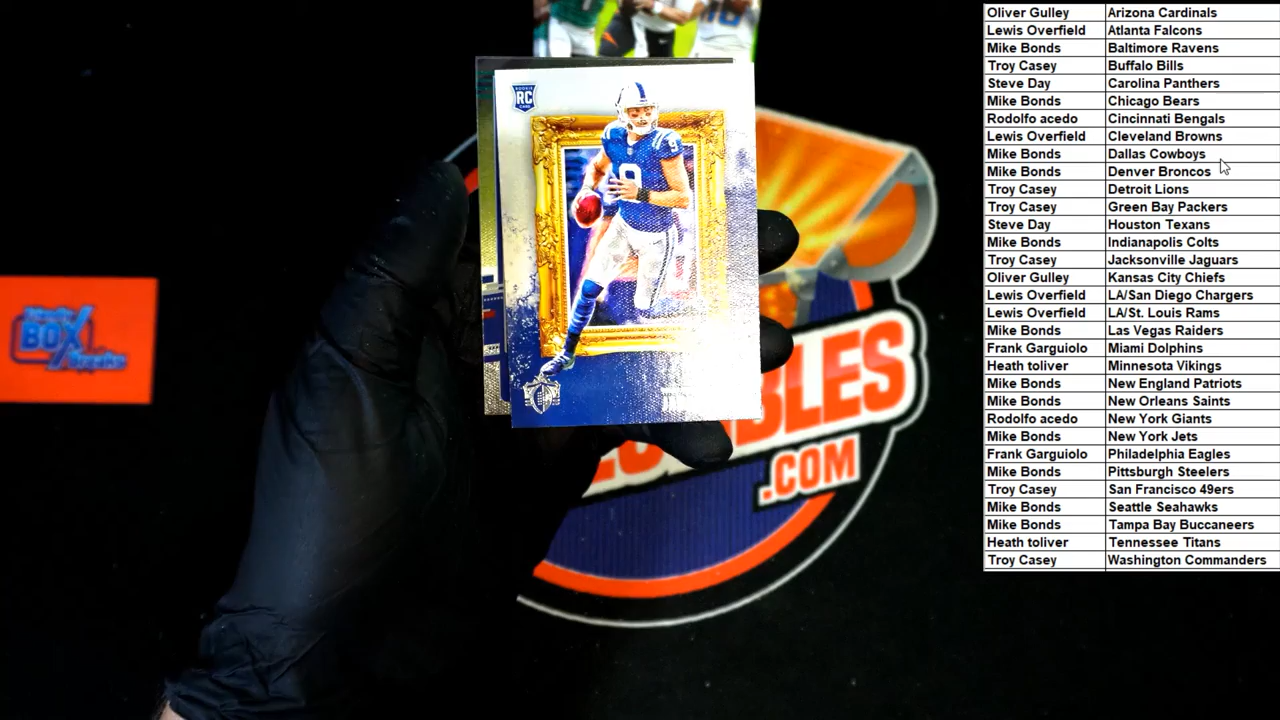 Oliver Gulley Arizona Cardinals
Lewis Overfield Atlanta Falcons
Mike Bonds Baltimore Ravens
Troy Casey Buffalo Bills
Steve Day Carolina Panthers
Mike Bonds Chicago Bears
Rodolfo acedo Cincinnati Bengals
Lewis Overfield Cleveland Browns
Mike Bonds Dallas Cowboys
Mike Bonds Denver Broncos
Troy Casey Detroit Lions
Troy Casey Green Bay Packers
Steve Day Houston Texans
Mike Bonds Indianapolis Colts
Troy Casey Jacksonville Jaguars
Oliver Gulley Kansas City Chiefs
Lewis Overfield LA/San Diego Chargers
Lewis Overfield LA/St. Louis Rams
Mike Bonds Las Vegas Raiders
Frank Garguiolo Miami Dolphins
Heath toliver Minnesota Vikings
Mike Bonds New England Patriots
Mike Bonds New Orleans Saints
Rodolfo acedo New York Giants
Mike Bonds New York Jets
Frank Garguiolo Philadelphia Eagles
Mike Bonds Pittsburgh Steelers
Troy Casey San Francisco 49ers
Mike Bonds Seattle Seahawks
Mike Bonds Tampa Bay Buccaneers
Heath toliver Tennessee Titans
Troy Casey Washington Commanders
ROOKIE
RC
CARD
9
BOX
Breaks
.COM